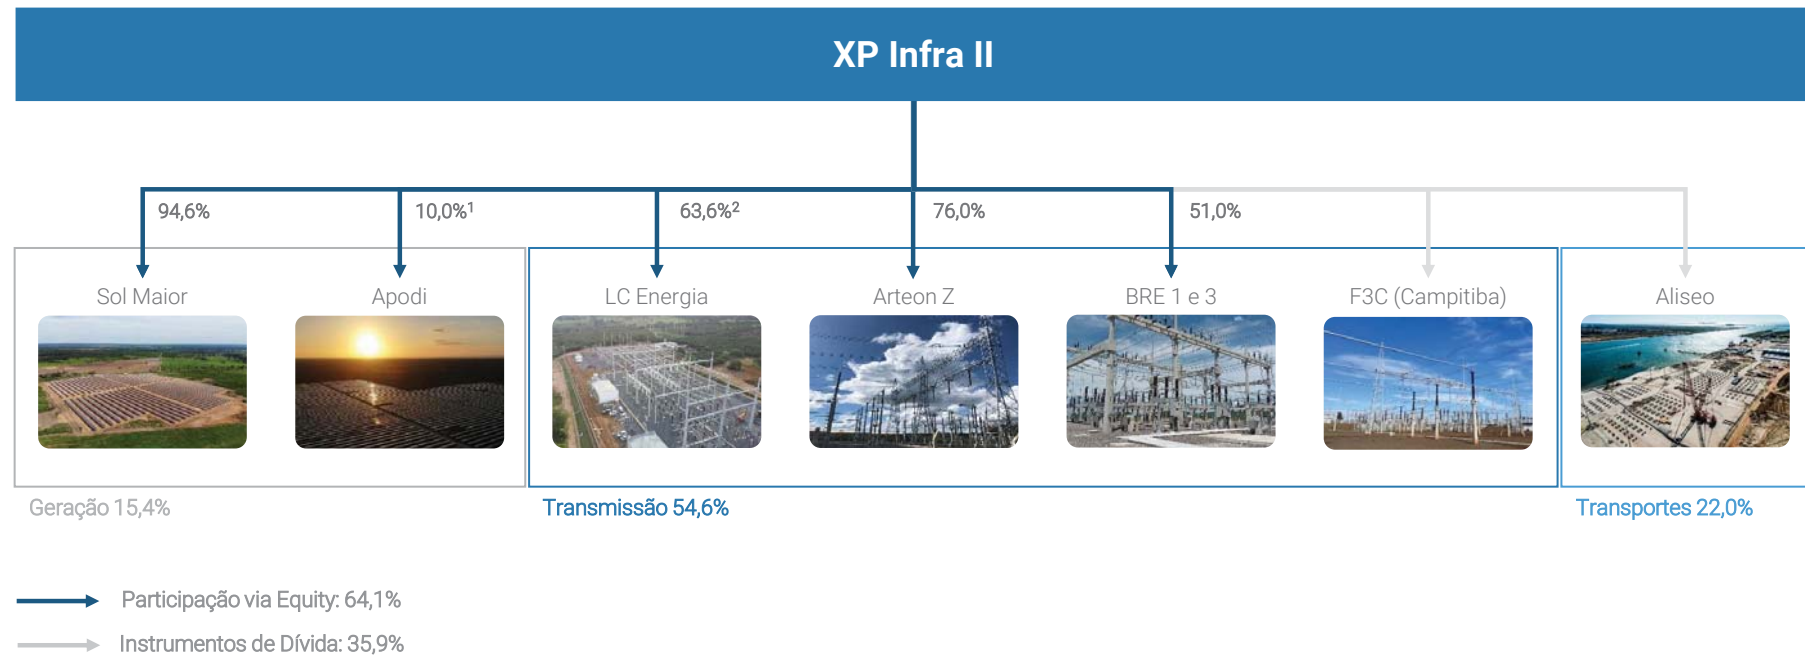 XP Infra II
94,6%
10,0%¹
63,6%²
76,0%
51,0%
Sol Maior
Apodi
LC Energia
Arteon Z
BRE 1 e 3
F3C (Campitiba)
Aliseo
Geração 15,4%
Transmissão 54,6%
Transportes 22,0%
Participação via Equity: 64,1%
Instrumentos de Dívida: 35,9%